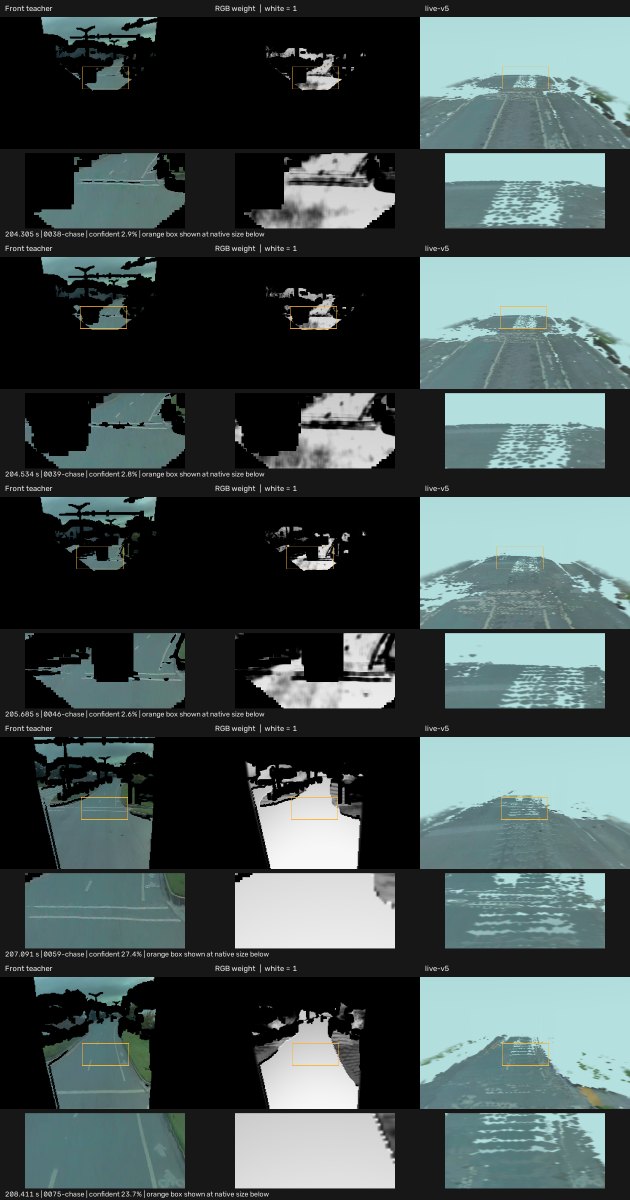 Front teacher RGB weight | white = 1 live-v5
204.305 s | 0038-chase | confident 2.9% | orange box shown at native size below
Front teacher RGB weight | white = 1 live-v5
204.534 s | 0039-chase | confident 2.8% | orange box shown at native size below
Front teacher RGB weight | white = 1 live-v5
205.685 s | 0046-chase | confident 2.6% | orange box shown at native size below
Front teacher RGB weight | white = 1 live-v5
207.091 s | 0059-chase | confident 27.4% | orange box shown at native size below
Front teacher RGB weight | white = 1 live-v5
208.411 s | 0075-chase | confident 23.7% | orange box shown at native size below